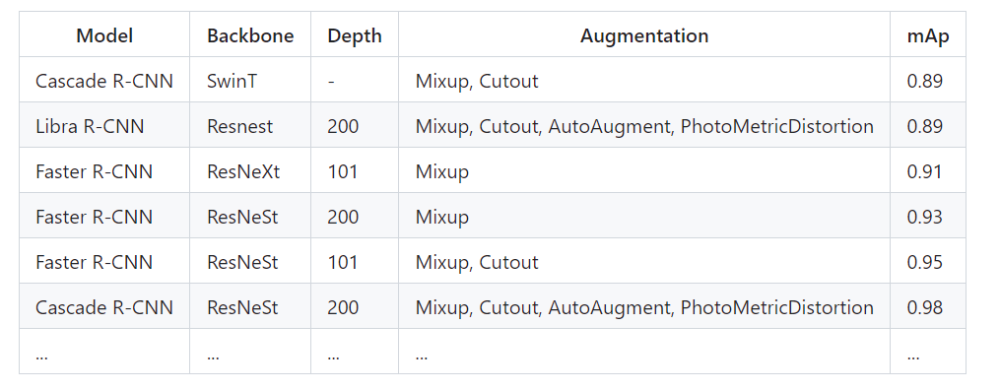 Model Backbone Depth Augmentation mAp
Cascade R-CNN SwinT - Mixup, Cutout 0.89
Libra R-CNN Resnest 200 Mixup, Cutout, AutoAugment, PhotoMetricDistortion 0.89
Faster R-CNN ResNeXt 101 Mixup 0.91
Faster R-CNN ResNeSt 200 Mixup 0.93
Faster R-CNN ResNeSt 101 Mixup, Cutout 0.95
Cascade R-CNN ResNeSt 200 Mixup, Cutout, AutoAugment, PhotoMetricDistortion 0.98
... ... ... ... ...